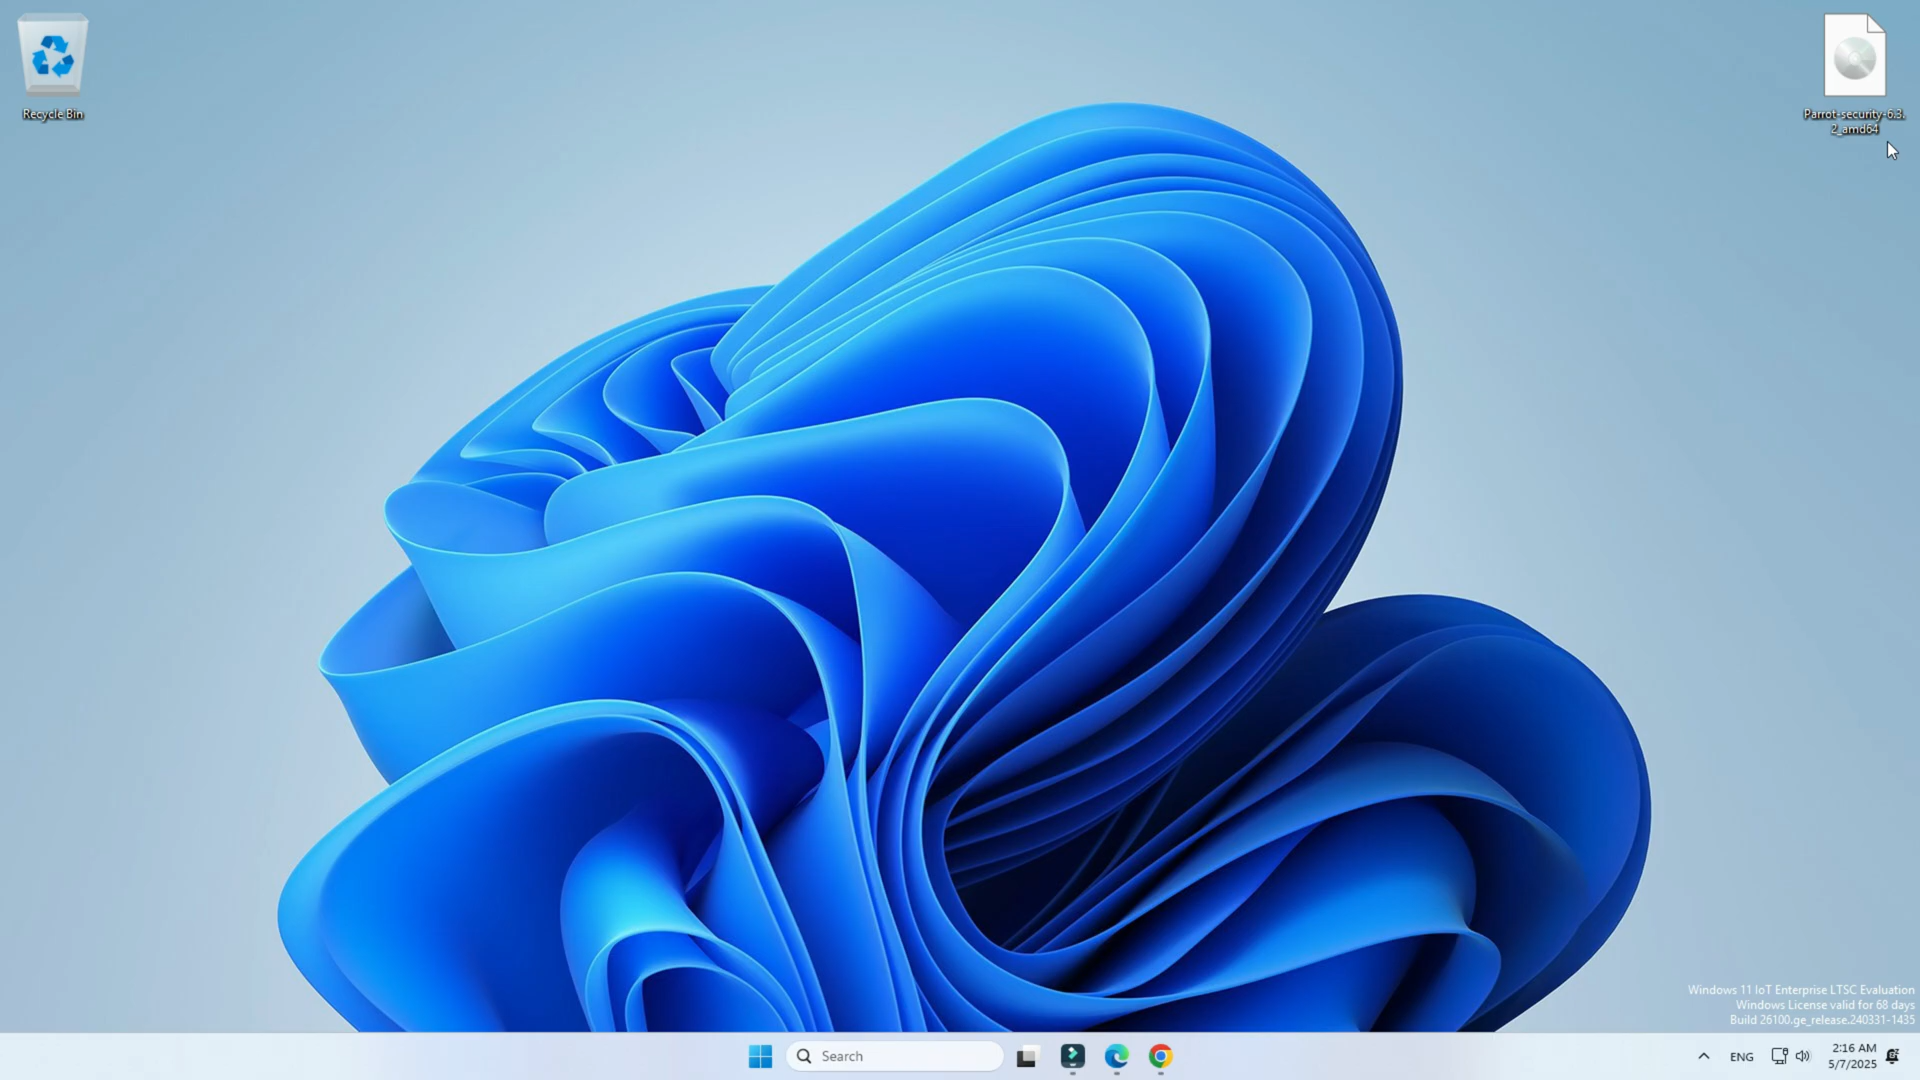 Recycle Bin
Parrot-security-6.3.
2_amd64
Windows 11 IoT Enterprise LTSC Evaluation
Windows License valid for 68 days
Build 26100.ge_release.240331-1435
Search
ENG
2:16 AM
5/7/2025